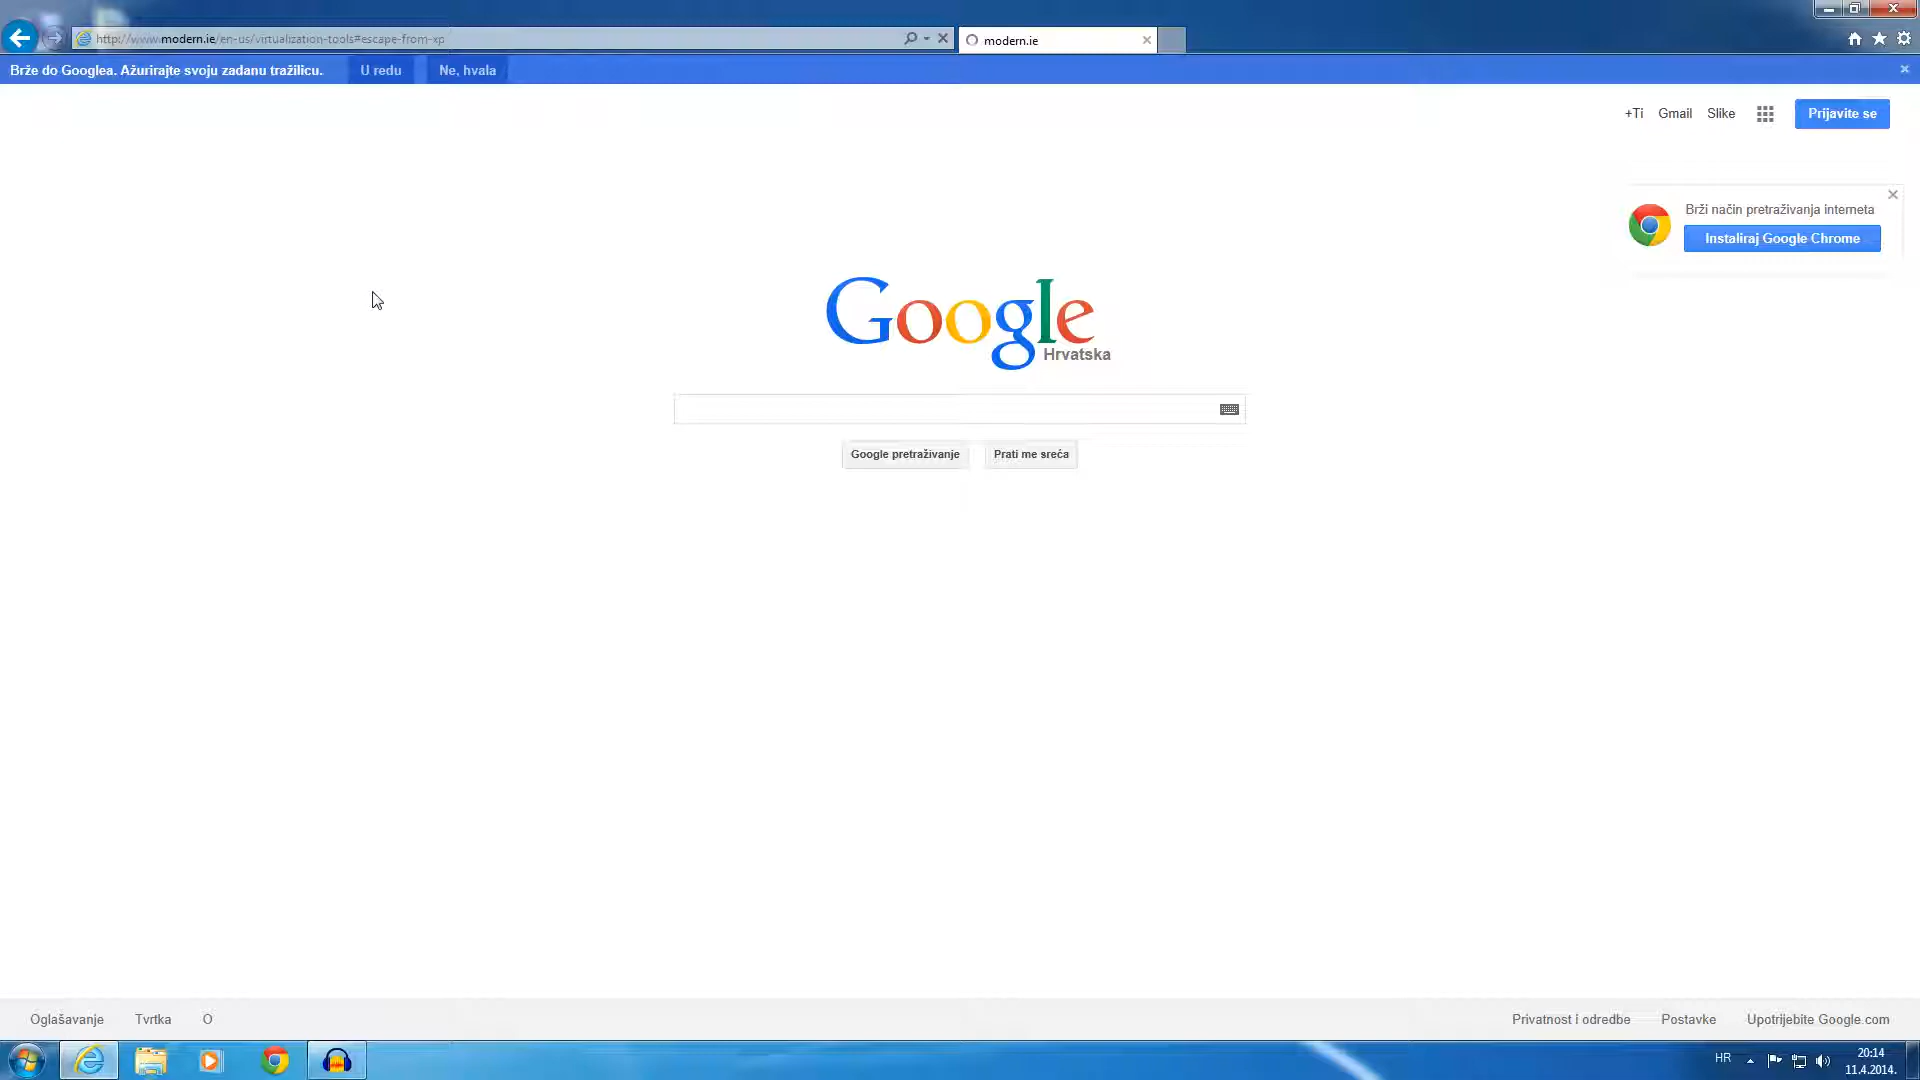 http://www.modern.ie/en-us/virtualization-tools#escape-from-xp
modern.ie
Brže do Googlea. Ažurirajte svoju zadanu tražilicu.
U redu
Ne, hvala
+Ti
Gmail
Slike
Prijavite se
Brži način pretraživanja interneta
Instaliraj Google Chrome
Google
Hrvatska
Google pretraživanje
Prati me sreća
Oglašavanje
Tvrtka
O
Privatnost i odredbe
Postavke
Upotrijebite Google.com
HR
20:14
11.4.2014.